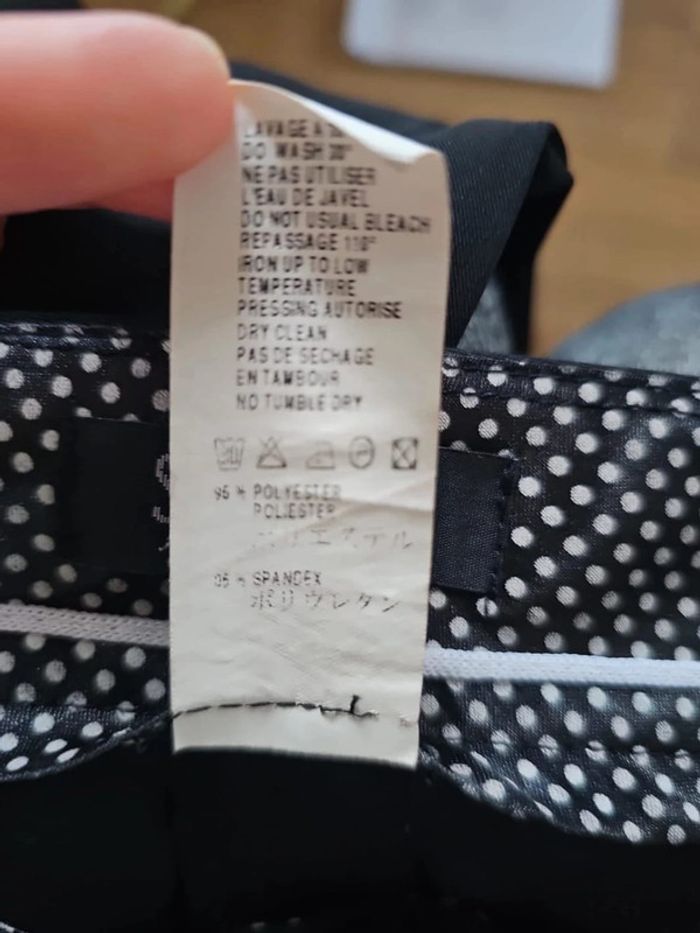 LAVAGE A 30°
DO WASH 30°
NE PAS UTILISER
L'EAU DE JAVEL
DO NOT USUAL BLEACH
REPASSAGE 110°
IRON UP TO LOW
TEMPERATURE
PRESSING AUTORISE
DRY CLEAN
PAS DE SECHAGE
EN TAMBOUR
NO TUMBLE DRY
95 % POLYESTER
POLIESTER
ポリエステル
05 % SPANDEX
ポリウレタン